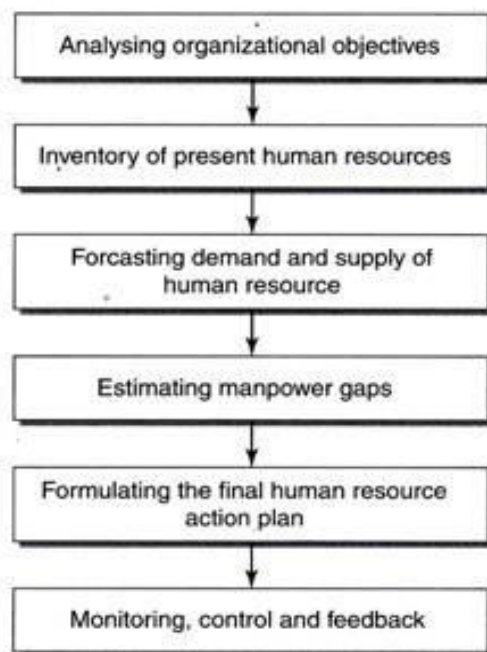 Analysing organizational objectives
Inventory of present human resources
Forcasting demand and supply of
human resource
Estimating manpower gaps
Formulating the final human resource
action plan
Monitoring, control and feedback